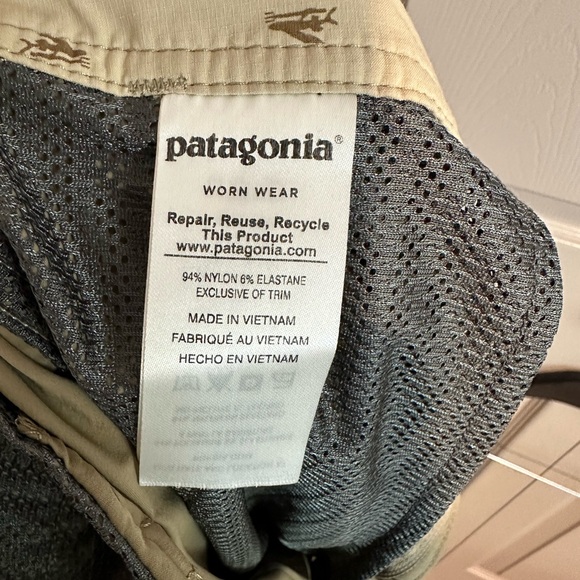 patagonia®
WORN WEAR
Repair, Reuse, Recycle
This Product
www.patagonia.com
94% NYLON 6% ELASTANE
EXCLUSIVE OF TRIM
MADE IN VIETNAM
FABRIQUÉ AU VIETNAM
HECHO EN VIETNAM